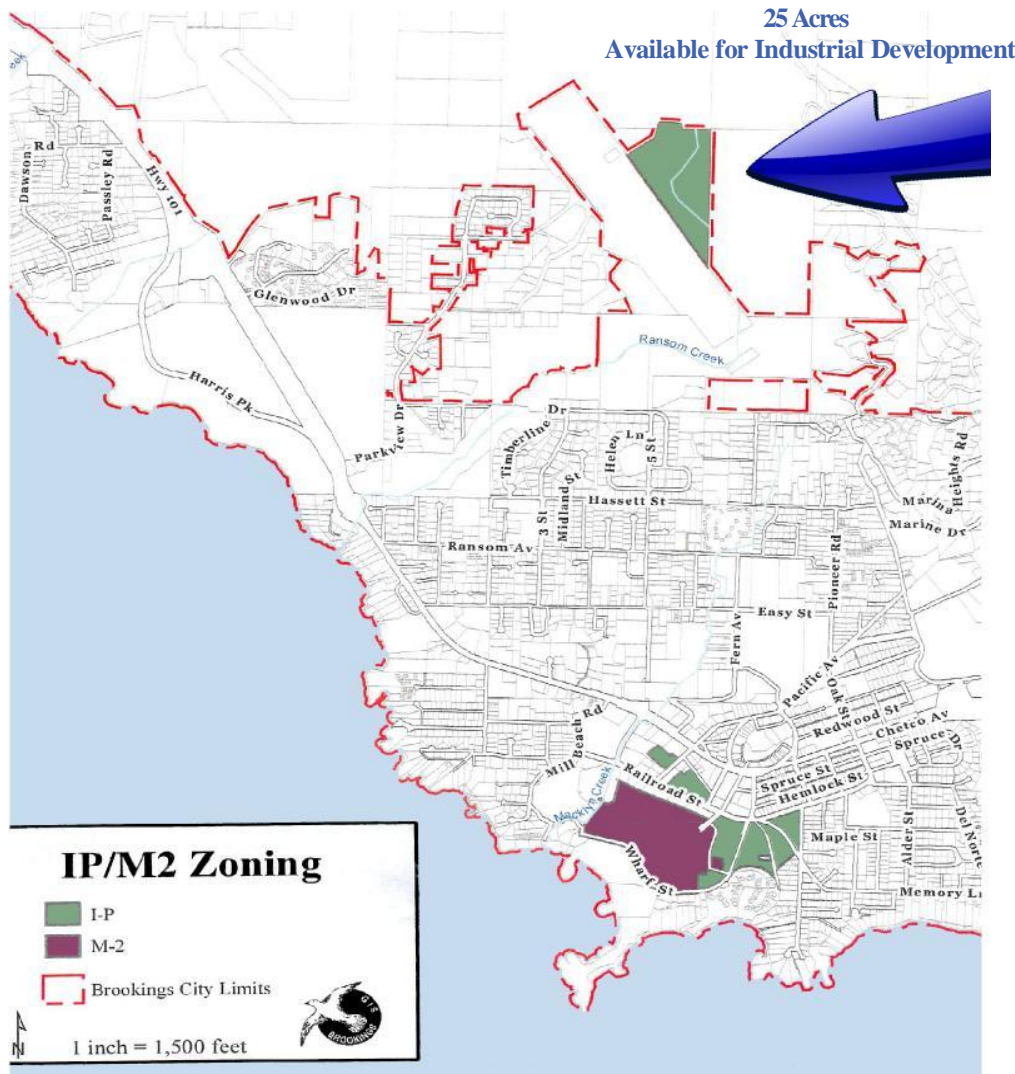 25 Acres
Available for Industrial Development
Dawson Rd
Passley Rd
Hwy 101
Glenwood Dr
Harris Pk
Parkview Dr
Ransom Creek
Timberline Dr
Helen Ln
5 St
Midland St
3 St
Hassett St
Ransom Av
Heights Rd
Marina
Marine Dr
Pioneer Rd
Easy St
Fern Av
Pacific Av
Oak St
Redwood St
Chetco Av
Spruce Dr
Mill Beach Rd
Railroad St
Spruce St
Hemlock St
Macklyn Creek
Wharf St
Maple St
Alder St
Del Norte
Memory L
IP/M2 Zoning
I-P
M-2
Brookings City Limits
GIS
BROOKINGS
N
1 inch = 1,500 feet